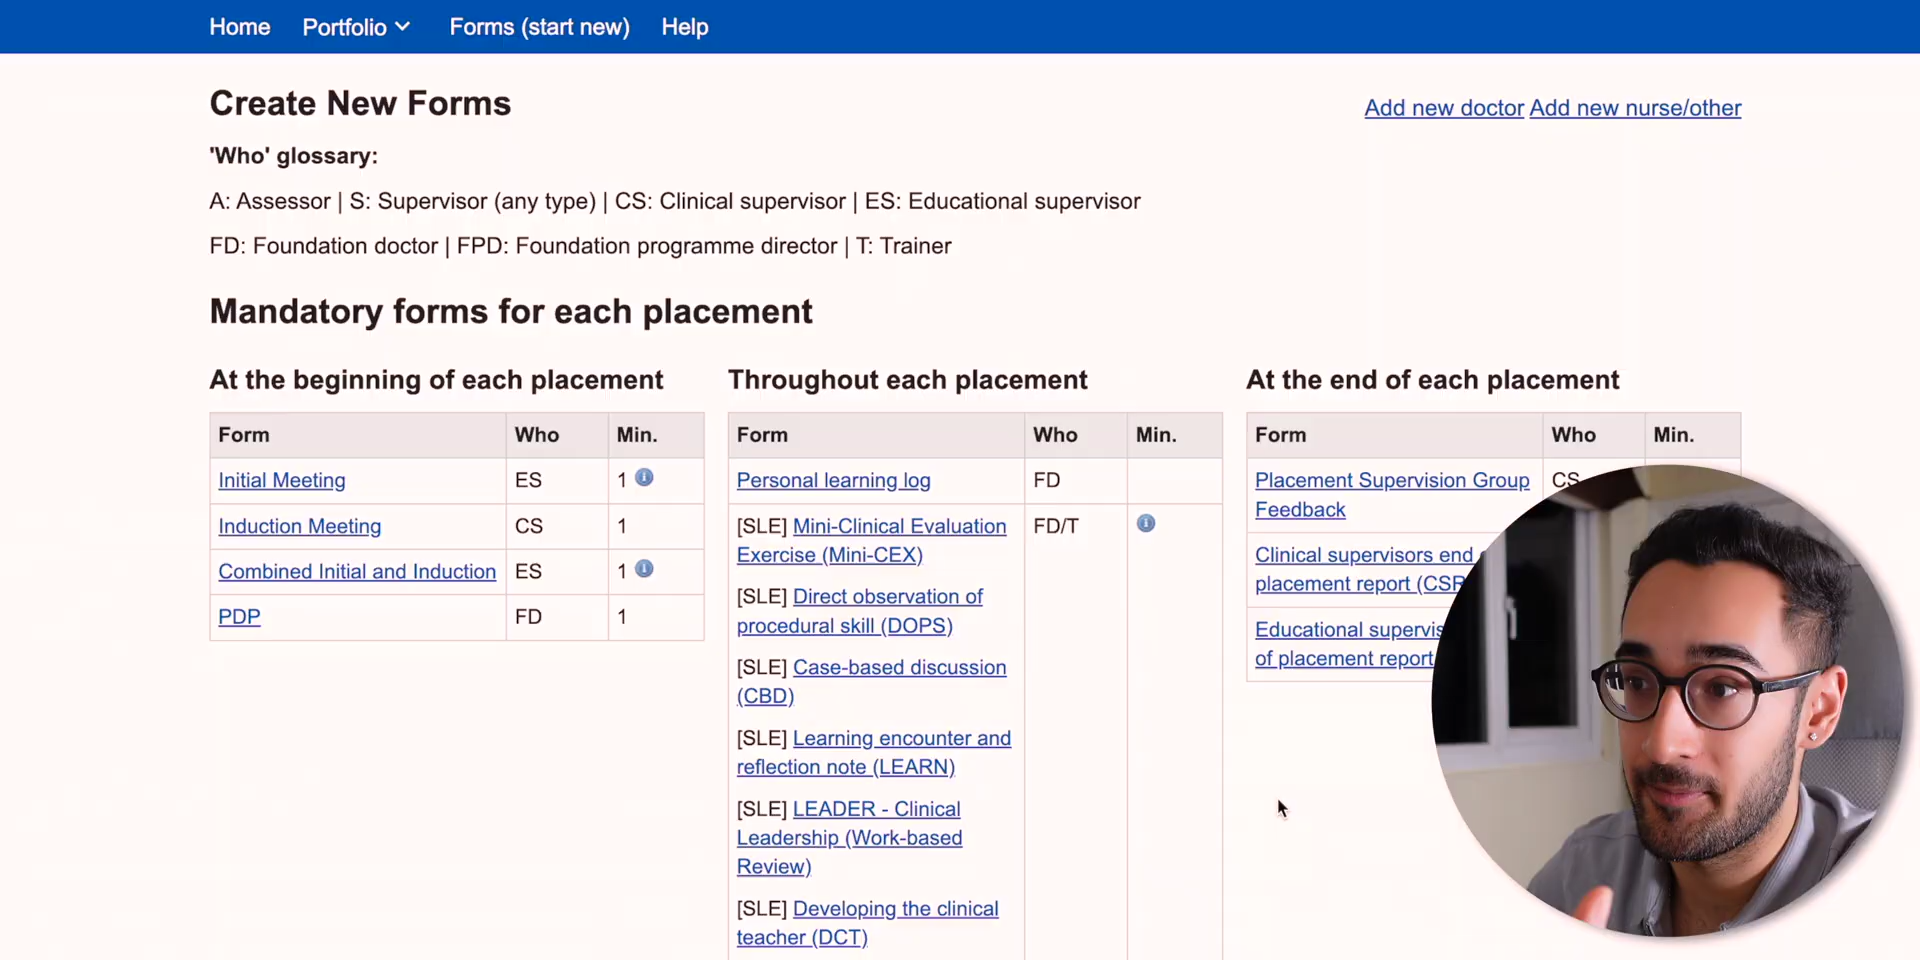 Home Portfolio Forms (start new) Help
Create New Forms
Add new doctor Add new nurse/other
'Who' glossary:
A: Assessor | S: Supervisor (any type) | CS: Clinical supervisor | ES: Educational supervisor
FD: Foundation doctor | FPD: Foundation programme director | T: Trainer
Mandatory forms for each placement
At the beginning of each placement
Form Who Min.
Initial Meeting ES 1
Induction Meeting CS 1
Combined Initial and Induction ES 1
PDP FD 1
Throughout each placement
Form Who Min.
Personal learning log FD
[SLE] Mini-Clinical Evaluation FD/T
Exercise (Mini-CEX)
[SLE] Direct observation of
procedural skill (DOPS)
[SLE] Case-based discussion
(CBD)
[SLE] Learning encounter and
reflection note (LEARN)
[SLE] LEADER - Clinical
Leadership (Work-based
Review)
[SLE] Developing the clinical
teacher (DCT)
At the end of each placement
Form Who Min.
Placement Supervision Group CS
Feedback
Clinical supervisors end
placement report (CSR
Educational supervis
of placement report